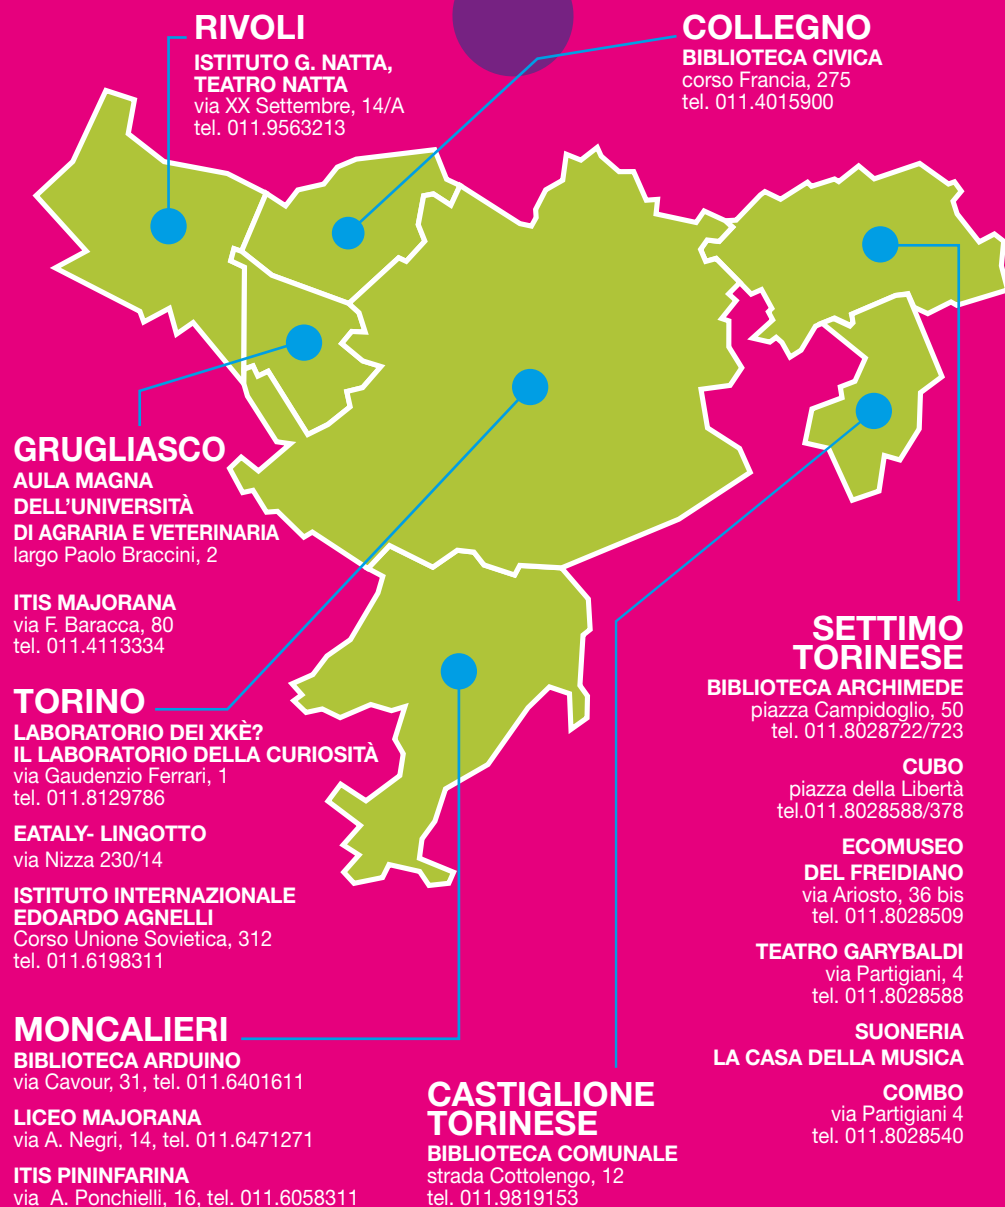 RIVOLI
ISTITUTO G. NATTA,
TEATRO NATTA
via XX Settembre, 14/A
tel. 011.9563213
COLLEGNO
BIBLIOTECA CIVICA
corso Francia, 275
tel. 011.4015900
GRUGLIASCO
AULA MAGNA
DELL'UNIVERSITÀ
DI AGRARIA E VETERINARIA
largo Paolo Braccini, 2
ITIS MAJORANA
via F. Baracca, 80
tel. 011.4113334
TORINO
LABORATORIO DEI XKÈ?
IL LABORATORIO DELLA CURIOSITÀ
via Gaudenzio Ferrari, 1
tel. 011.8129786
EATALY- LINGOTTO
via Nizza 230/14
ISTITUTO INTERNAZIONALE
EDOARDO AGNELLI
Corso Unione Sovietica, 312
tel. 011.6198311
MONCALIERI
BIBLIOTECA ARDUINO
via Cavour, 31, tel. 011.6401611
LICEO MAJORANA
via A. Negri, 14, tel. 011.6471271
ITIS PININFARINA
via A. Ponchielli, 16, tel. 011.6058311
CASTIGLIONE
TORINESE
BIBLIOTECA COMUNALE
strada Cottolengo, 12
tel. 011.9819153
SETTIMO
TORINESE
BIBLIOTECA ARCHIMEDE
piazza Campidoglio, 50
tel. 011.8028722/723
CUBO
piazza della Libertà
tel.011.8028588/378
ECOMUSEO
DEL FREIDIANO
via Ariosto, 36 bis
tel. 011.8028509
TEATRO GARYBALDI
via Partigiani, 4
tel. 011.8028588
SUONERIA
LA CASA DELLA MUSICA
COMBO
via Partigiani 4
tel. 011.8028540